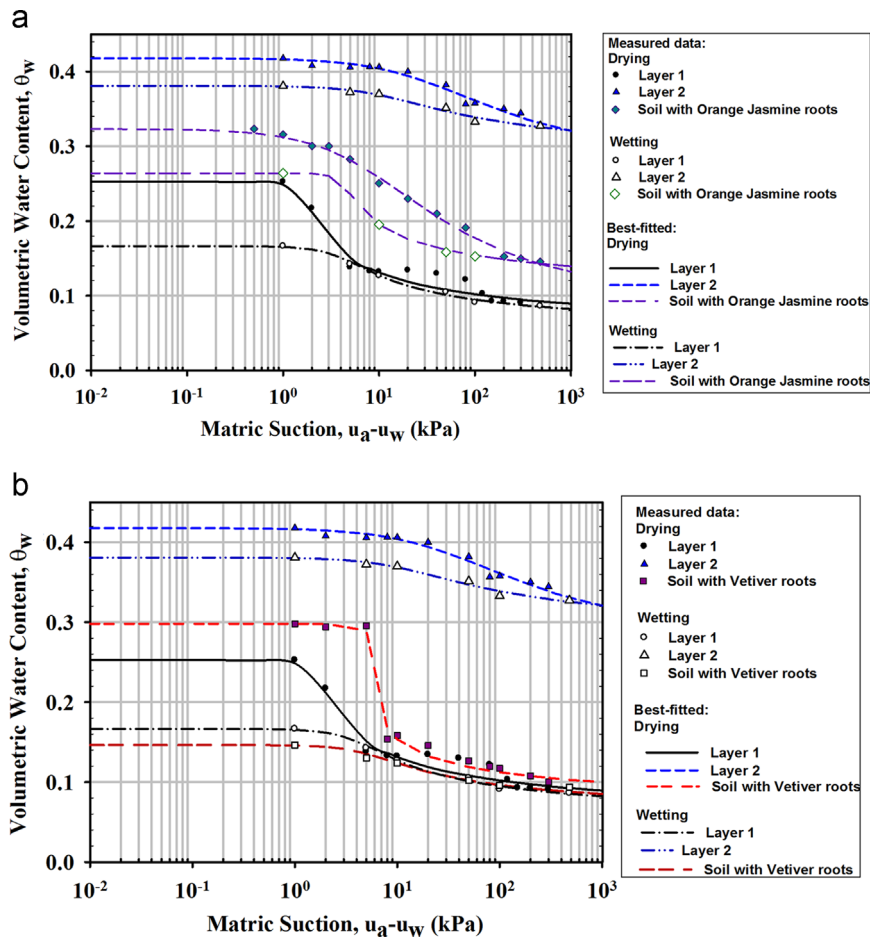 a
Volumetric Water Content, θw
0.4
0.3
0.2
0.1
0.0
10-2
10-1
100
101
102
103
Matric Suction, ua-uw (kPa)
Measured data:
Drying
Layer 1
Layer 2
Soil with Orange Jasmine roots
Wetting
Layer 1
Layer 2
Soil with Orange Jasmine roots
Best-fitted:
Drying
Layer 1
Layer 2
Soil with Orange Jasmine roots
Wetting
Layer 1
Layer 2
Soil with Orange Jasmine roots
b
Volumetric Water Content, θw
0.4
0.3
0.2
0.1
0.0
10-2
10-1
100
101
102
103
Matric Suction, ua-uw (kPa)
Measured data:
Drying
Layer 1
Layer 2
Soil with Vetiver roots
Wetting
Layer 1
Layer 2
Soil with Vetiver roots
Best-fitted:
Drying
Layer 1
Layer 2
Soil with Vetiver roots
Wetting
Layer 1
Layer 2
Soil with Vetiver roots